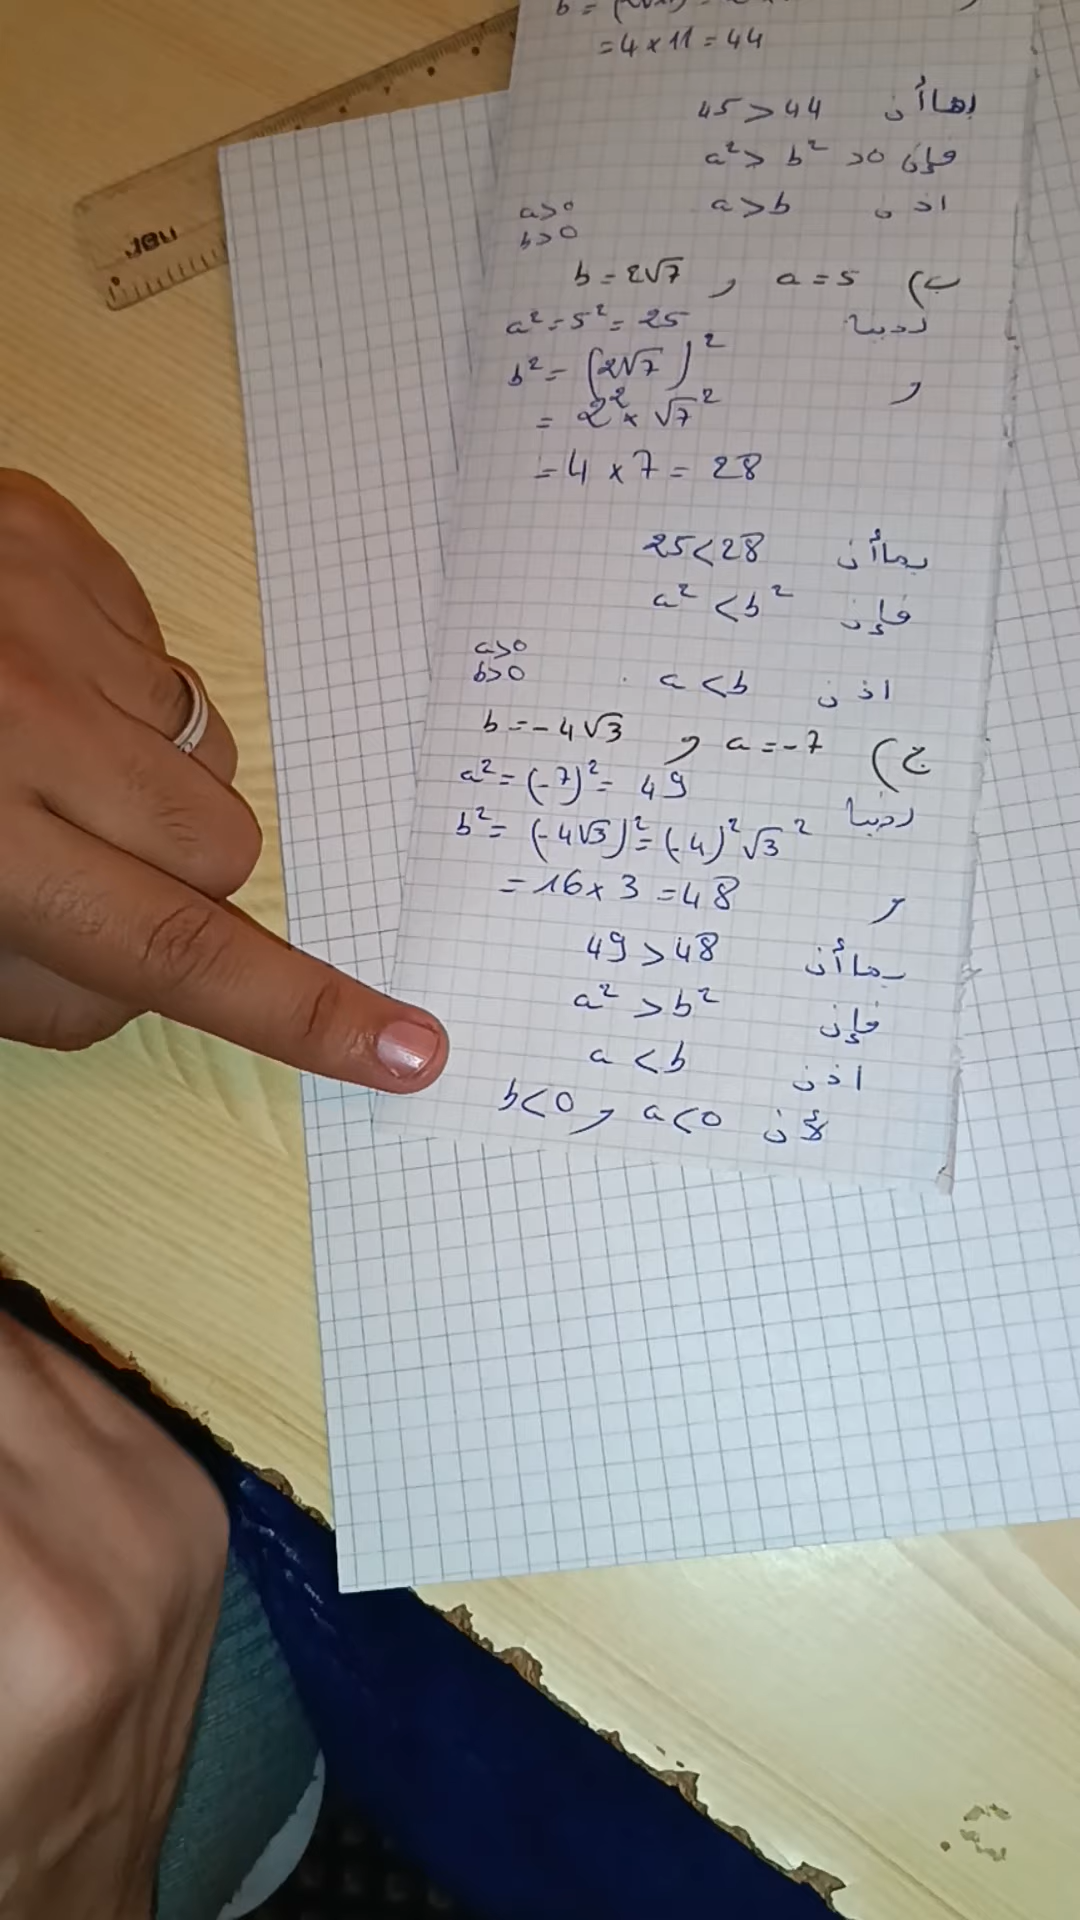 = 4 × 11 = 44
بما أن 45 > 44
فإن a² > b² > 0
اذن a > b
a>0
b>0
ب) a = 5 و b = 2√7
لدينا a² = 5² = 25
و b² = (2√7)²
= 2² × √7²
= 4 × 7 = 28
بما أن 25 < 28
فإن a² < b²
a>0
b>0
اذن a < b
ج) a = -7 و b = -4√3
لدينا a² = (-7)² = 49
و b² = (-4√3)² = (-4)² √3²
= 16 × 3 = 48
بما أن 49 > 48
فإن a² > b²
اذن a < b
لأن a<0 و b<0